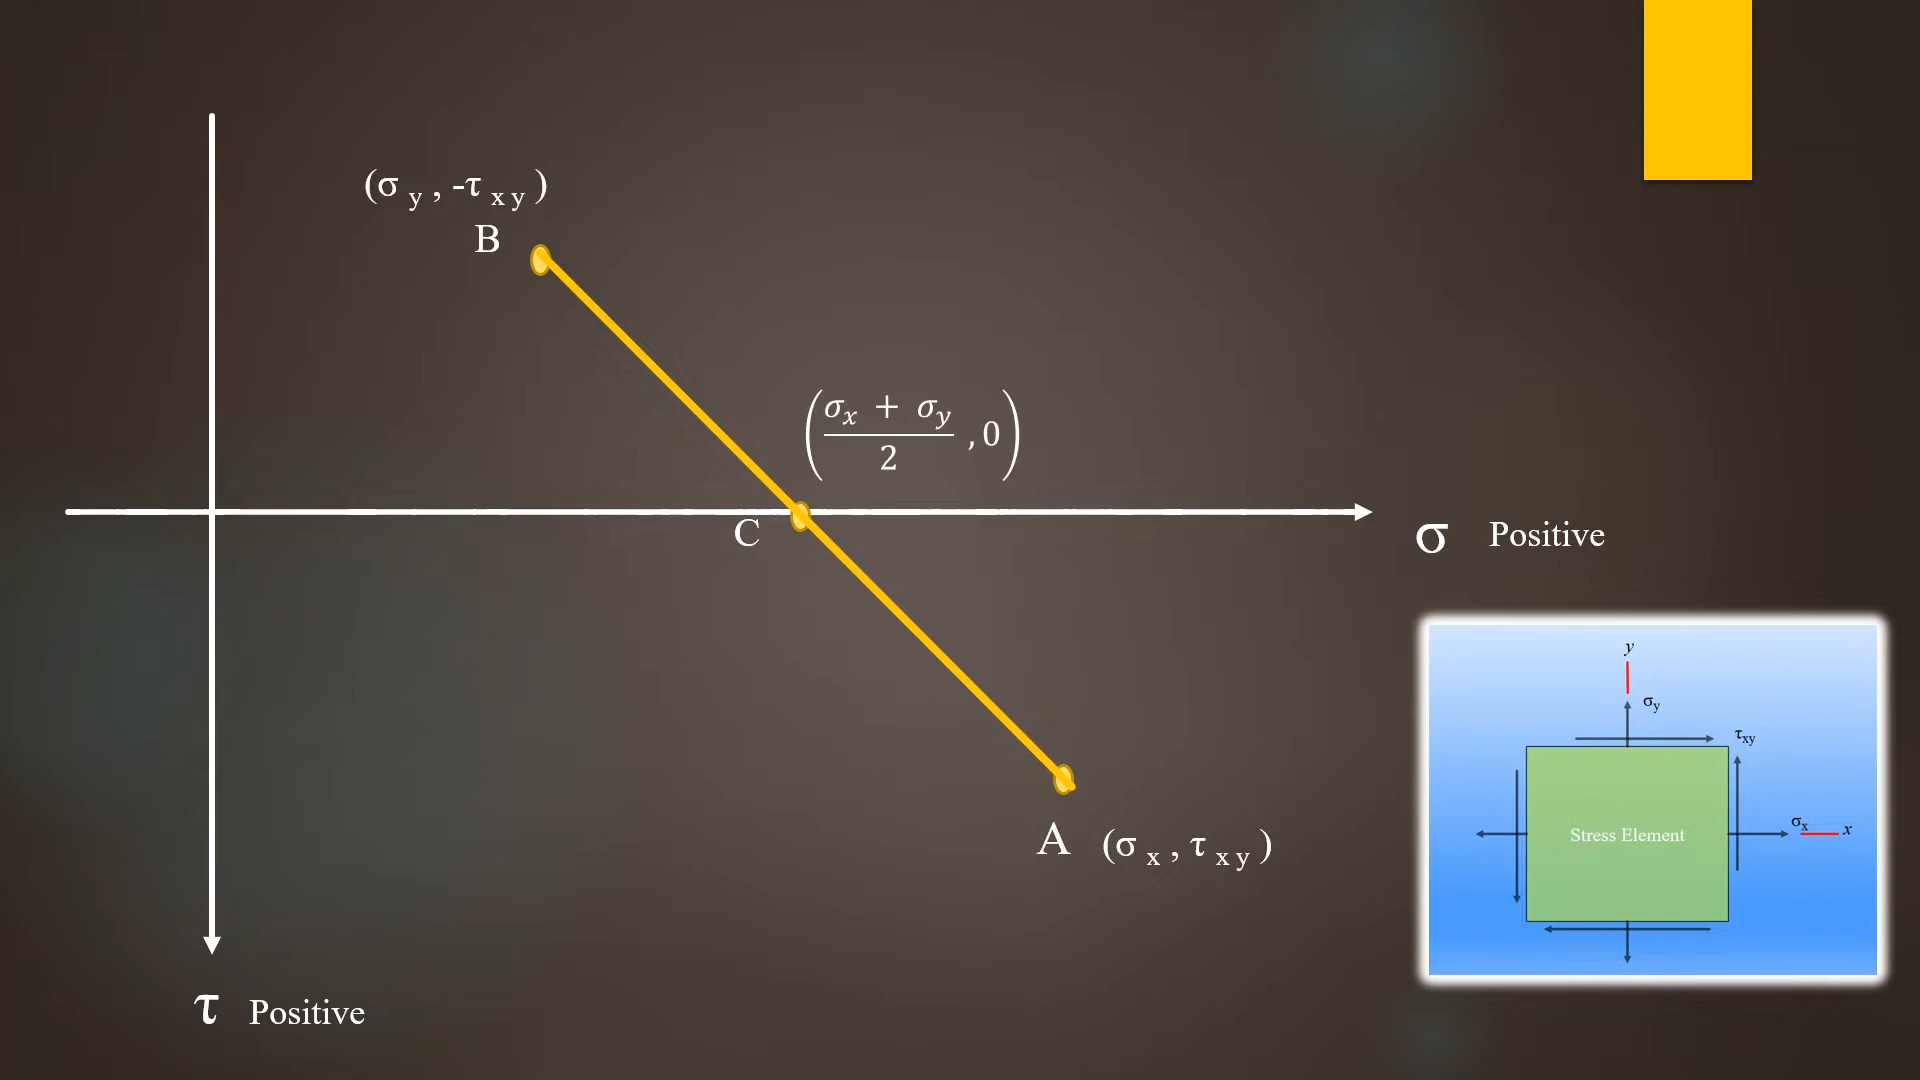 (σ y , -τ x y )
B
(σx + σy / 2 , 0)
C
σ Positive
y
σy
τxy
Stress Element
σx x
A (σ x , τ x y )
τ Positive